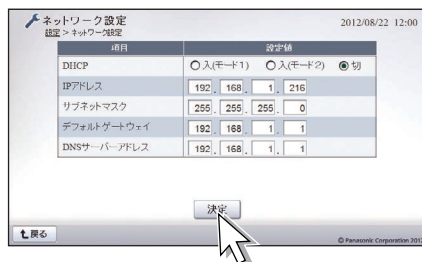 ネットワーク設定
2012/08/22 12:00
設定 > ネットワーク設定
項目 設定値
DHCP 入(モード1) 入(モード2) 切
IPアドレス 192 . 168 . 1 . 216
サブネットマスク 255 . 255 . 255 . 0
デフォルトゲートウェイ 192 . 168 . 1 . 1
DNSサーバーアドレス 192 . 168 . 1 . 1
決定
戻る
© Panasonic Corporation 2012